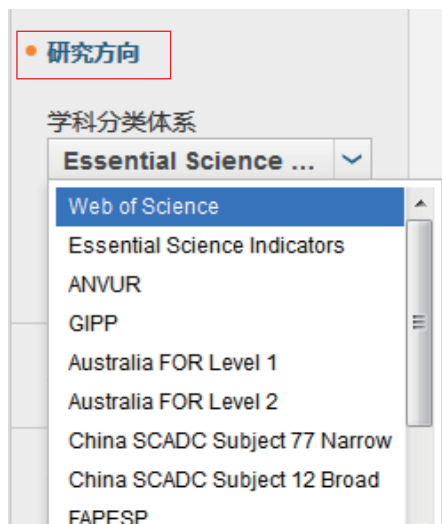 研究方向
学科分类体系
Essential Science ...
Web of Science
Essential Science Indicators
ANVUR
GIPP
Australia FOR Level 1
Australia FOR Level 2
China SCADC Subject 77 Narrow
China SCADC Subject 12 Broad
FAPESP